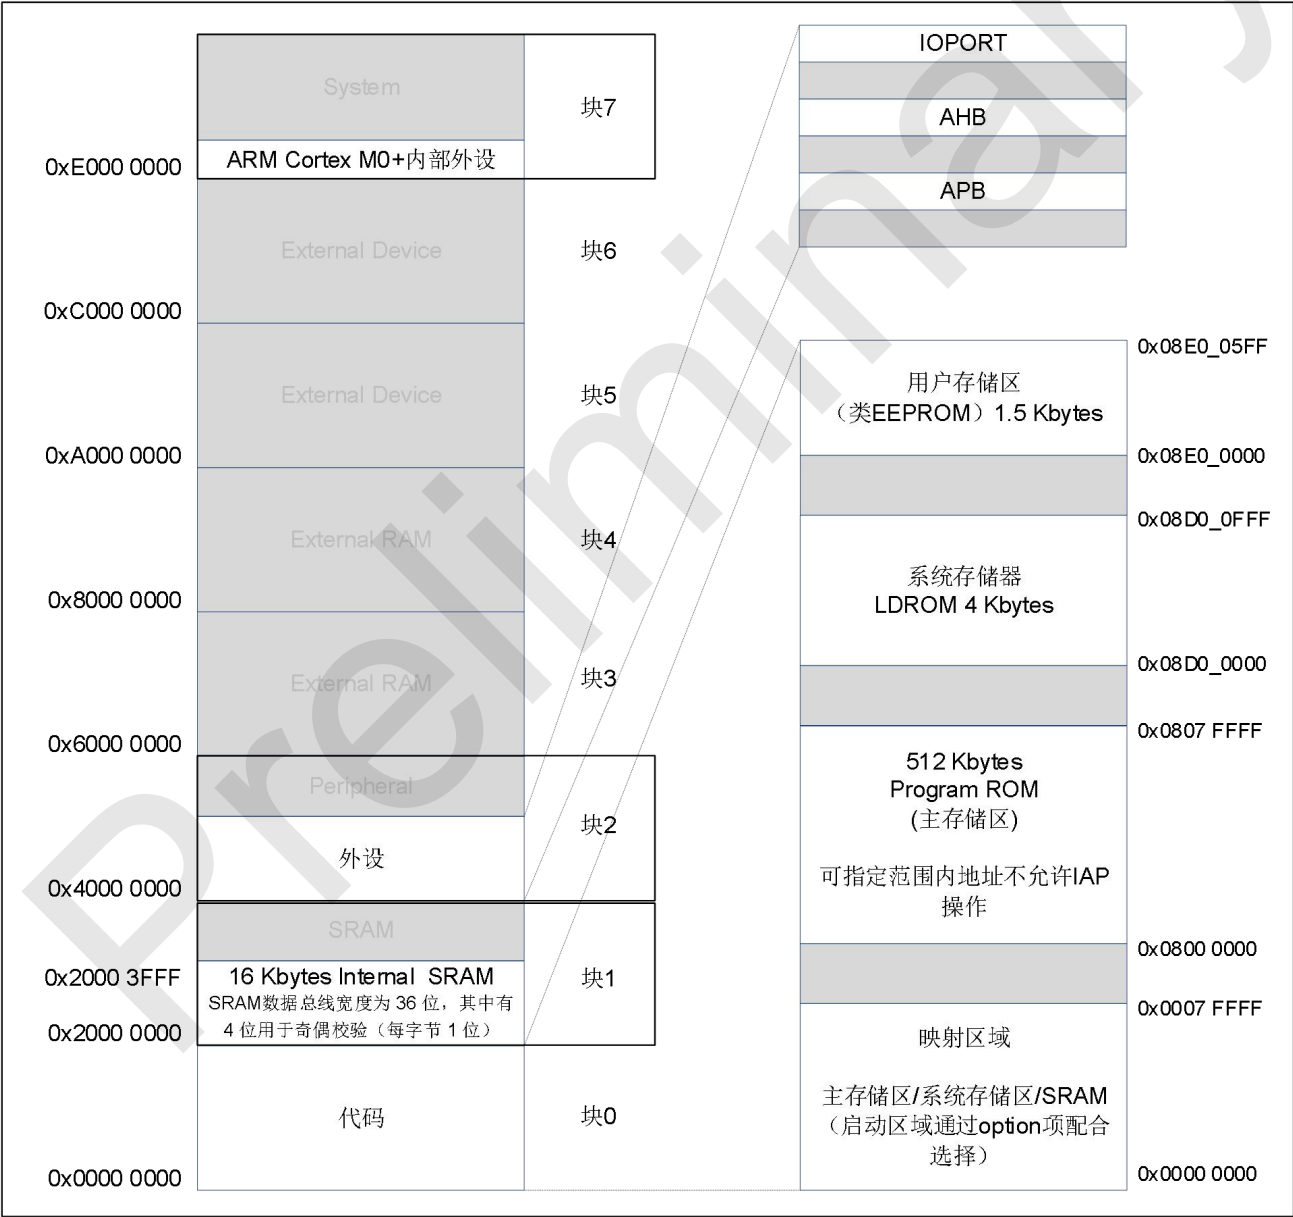 Preliminary
System
块7
ARM Cortex M0+内部外设
0xE000 0000
External Device
块6
0xC000 0000
External Device
块5
0xA000 0000
External RAM
块4
0x8000 0000
External RAM
块3
0x6000 0000
Peripheral
块2
外设
0x4000 0000
SRAM
0x2000 3FFF
16 Kbytes Internal SRAM
块1
SRAM数据总线宽度为 36 位，其中有
4 位用于奇偶校验（每字节 1 位）
0x2000 0000
代码
块0
0x0000 0000
IOPORT
AHB
APB
0x08E0_05FF
用户存储区
（类EEPROM）1.5 Kbytes
0x08E0_0000
0x08D0_0FFF
系统存储器
LDROM 4 Kbytes
0x08D0_0000
0x0807 FFFF
512 Kbytes
Program ROM
(主存储区)
可指定范围内地址不允许IAP
操作
0x0800 0000
0x0007 FFFF
映射区域
主存储区/系统存储区/SRAM
（启动区域通过option项配合
选择）
0x0000 0000